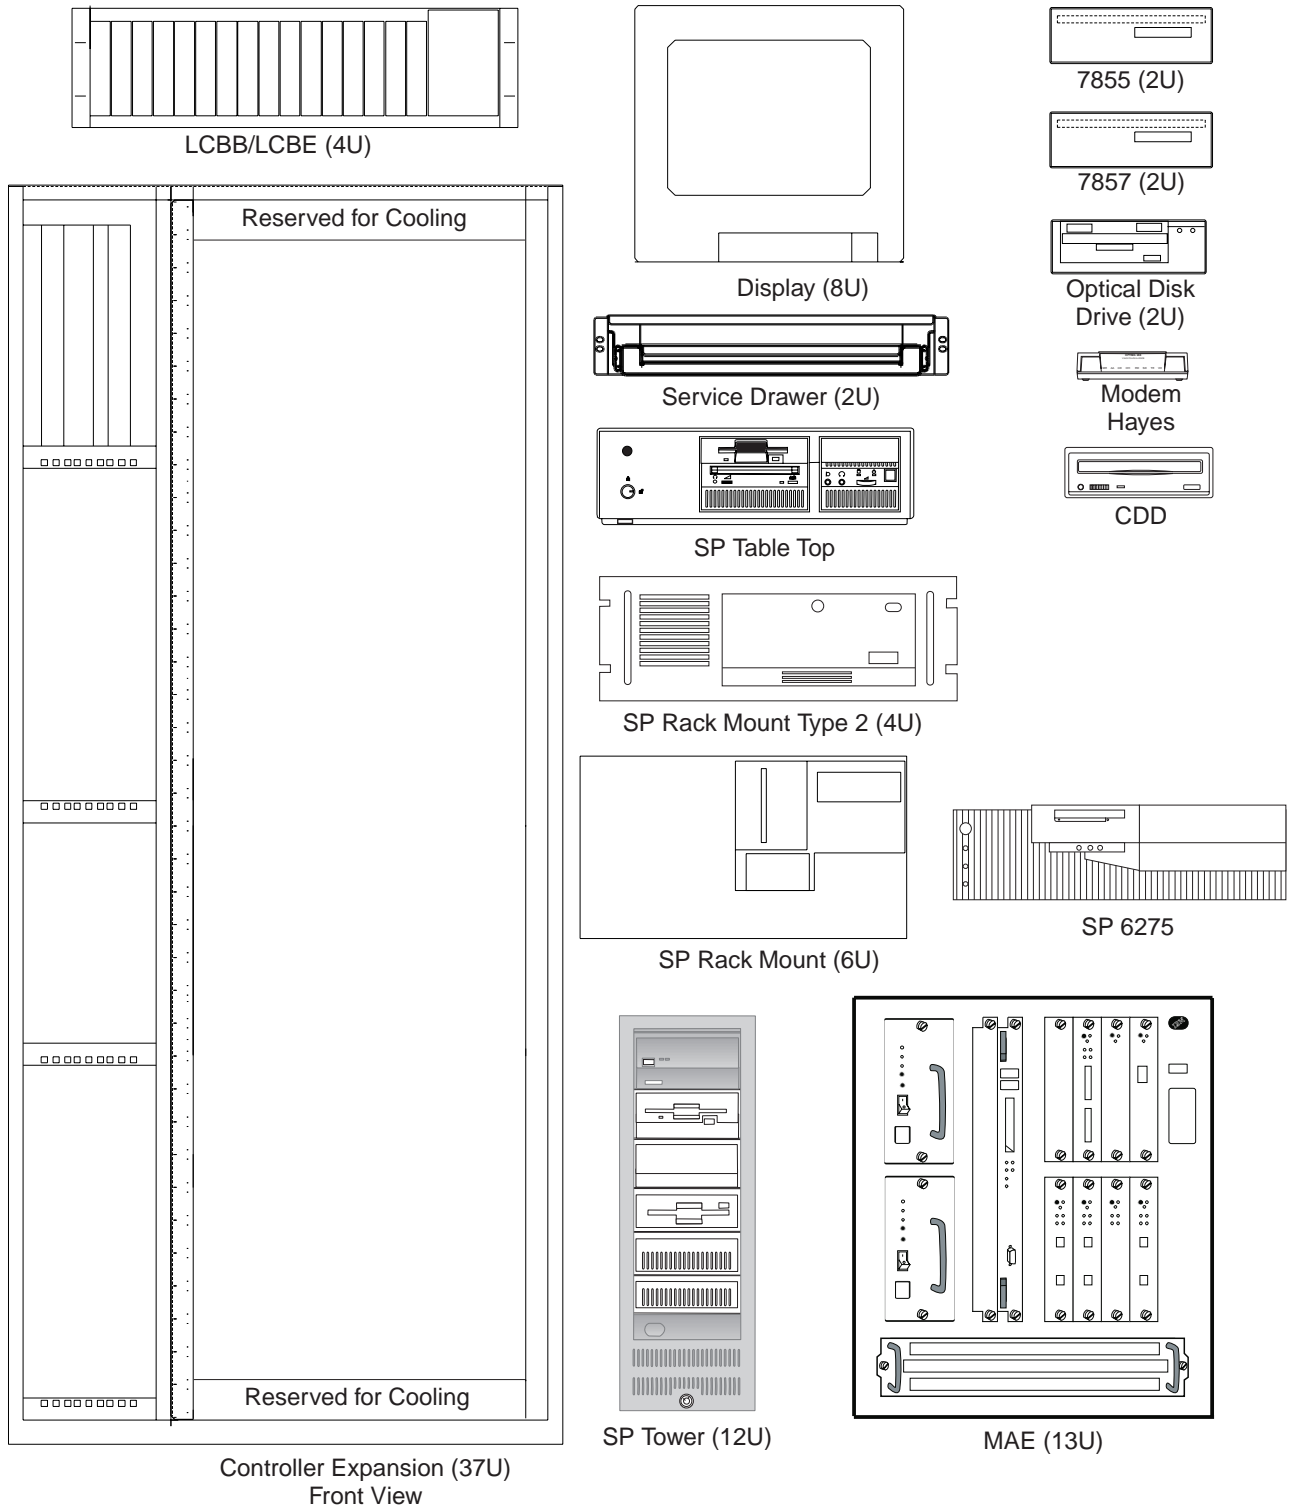 LCBB/LCBE (4U)
Reserved for Cooling
Reserved for Cooling
Controller Expansion (37U)
Front View
Display (8U)
Service Drawer (2U)
SP Table Top
SP Rack Mount Type 2 (4U)
SP Rack Mount (6U)
SP Tower (12U)
7855 (2U)
7857 (2U)
Optical Disk
Drive (2U)
Modem
Hayes
CDD
SP 6275
IBM
MAE (13U)